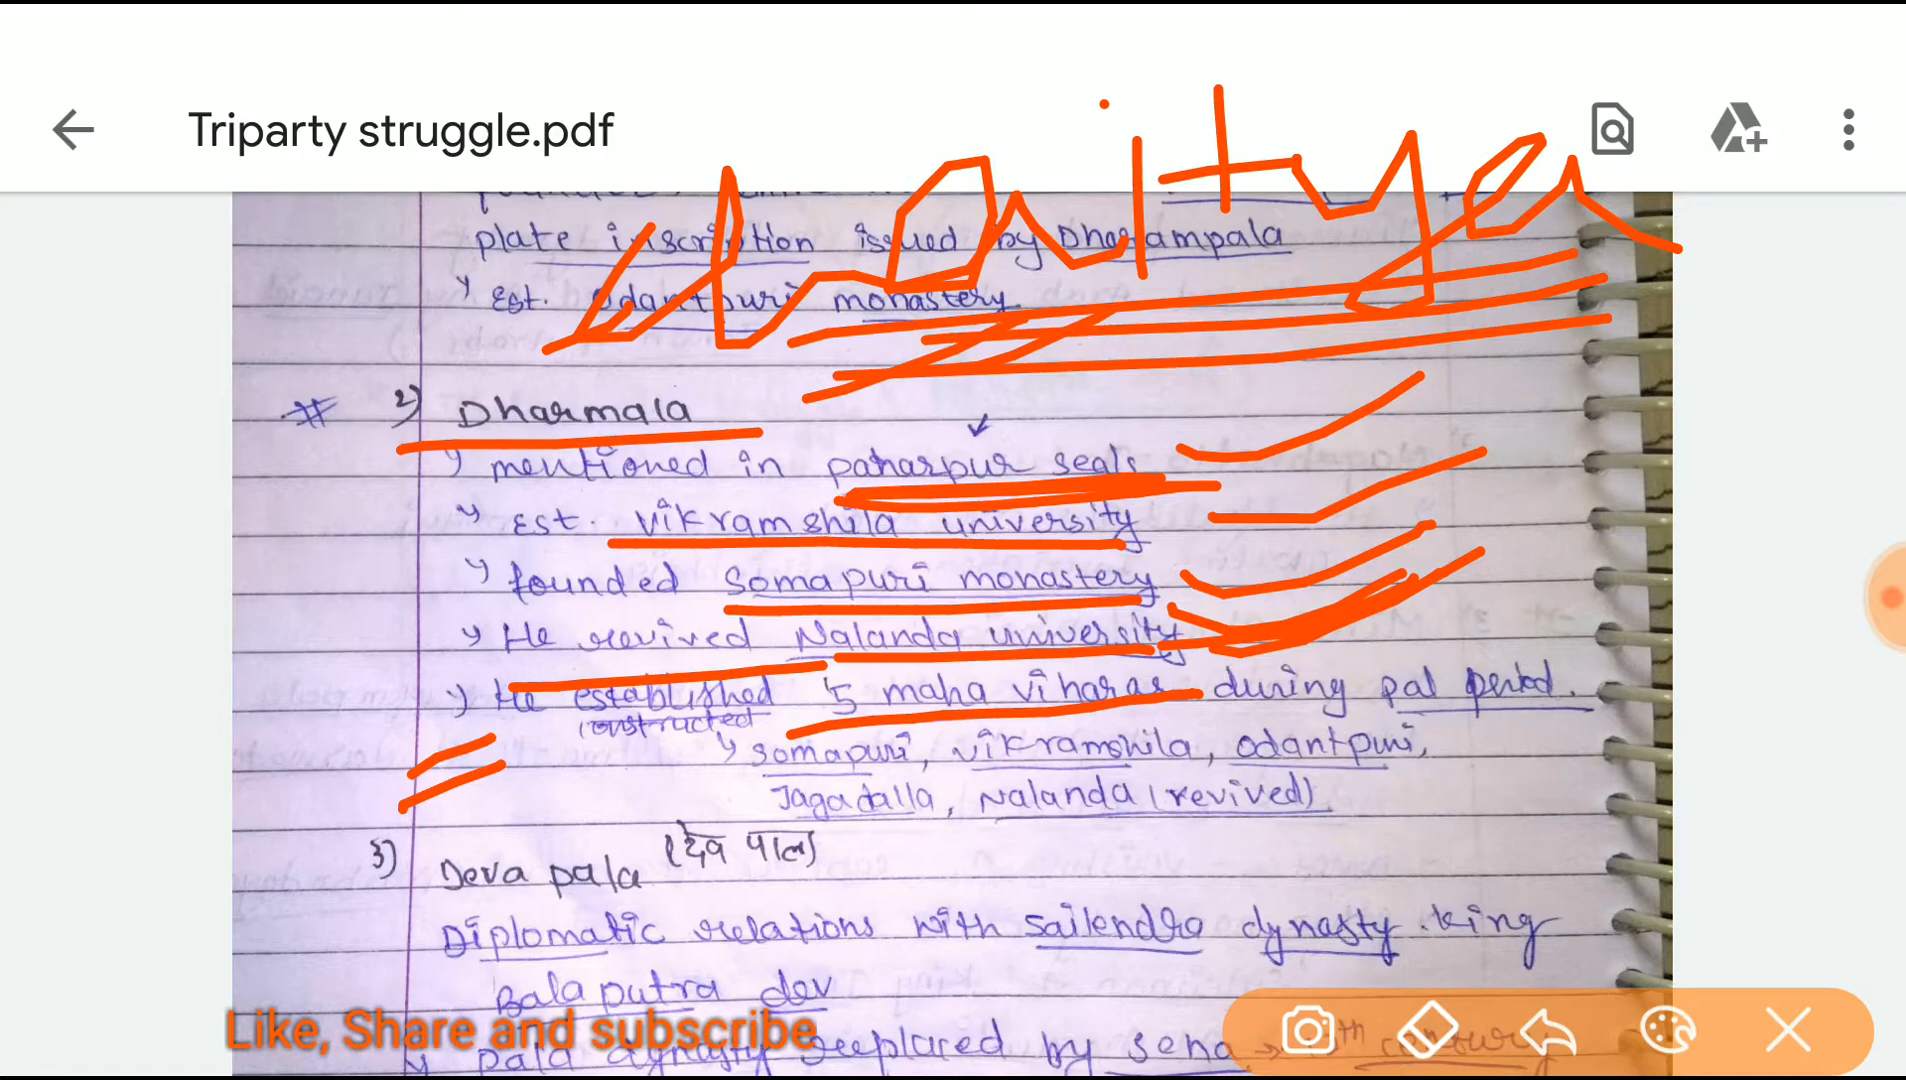 Triparty struggle.pdf
plate inscription issued by Dharampala
Est. Odantpuri monastery
# 2) Dharmala
mentioned in paharpur seals
Est. vikramshila university
founded Somapuri monastery
He revived Nalanda university
He established 5 maha viharas during pal period.
constructed
somapuri, vikramshila, odantpuri,
Jagadalla, Nalanda (revived).
3) Deva pala (देव पाल)
Diplomatic relations with Sailendra dynasty king
Bala putra dev
Like, Share and subscribe
pala dynasty replaced by sena → th century